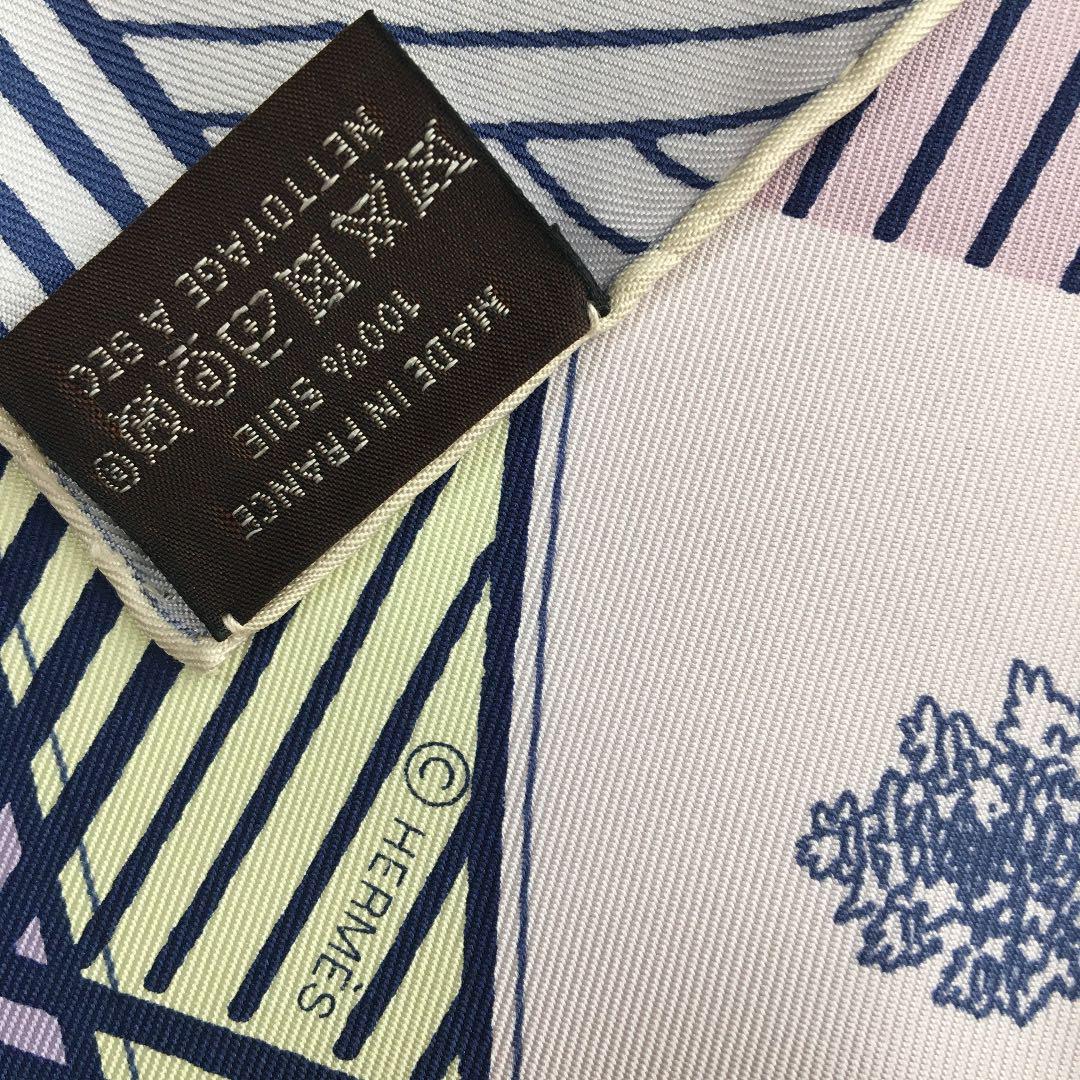 MADE IN FRANCE
100% SOIE
NETTOYAGE A SEC
© HERMÈS